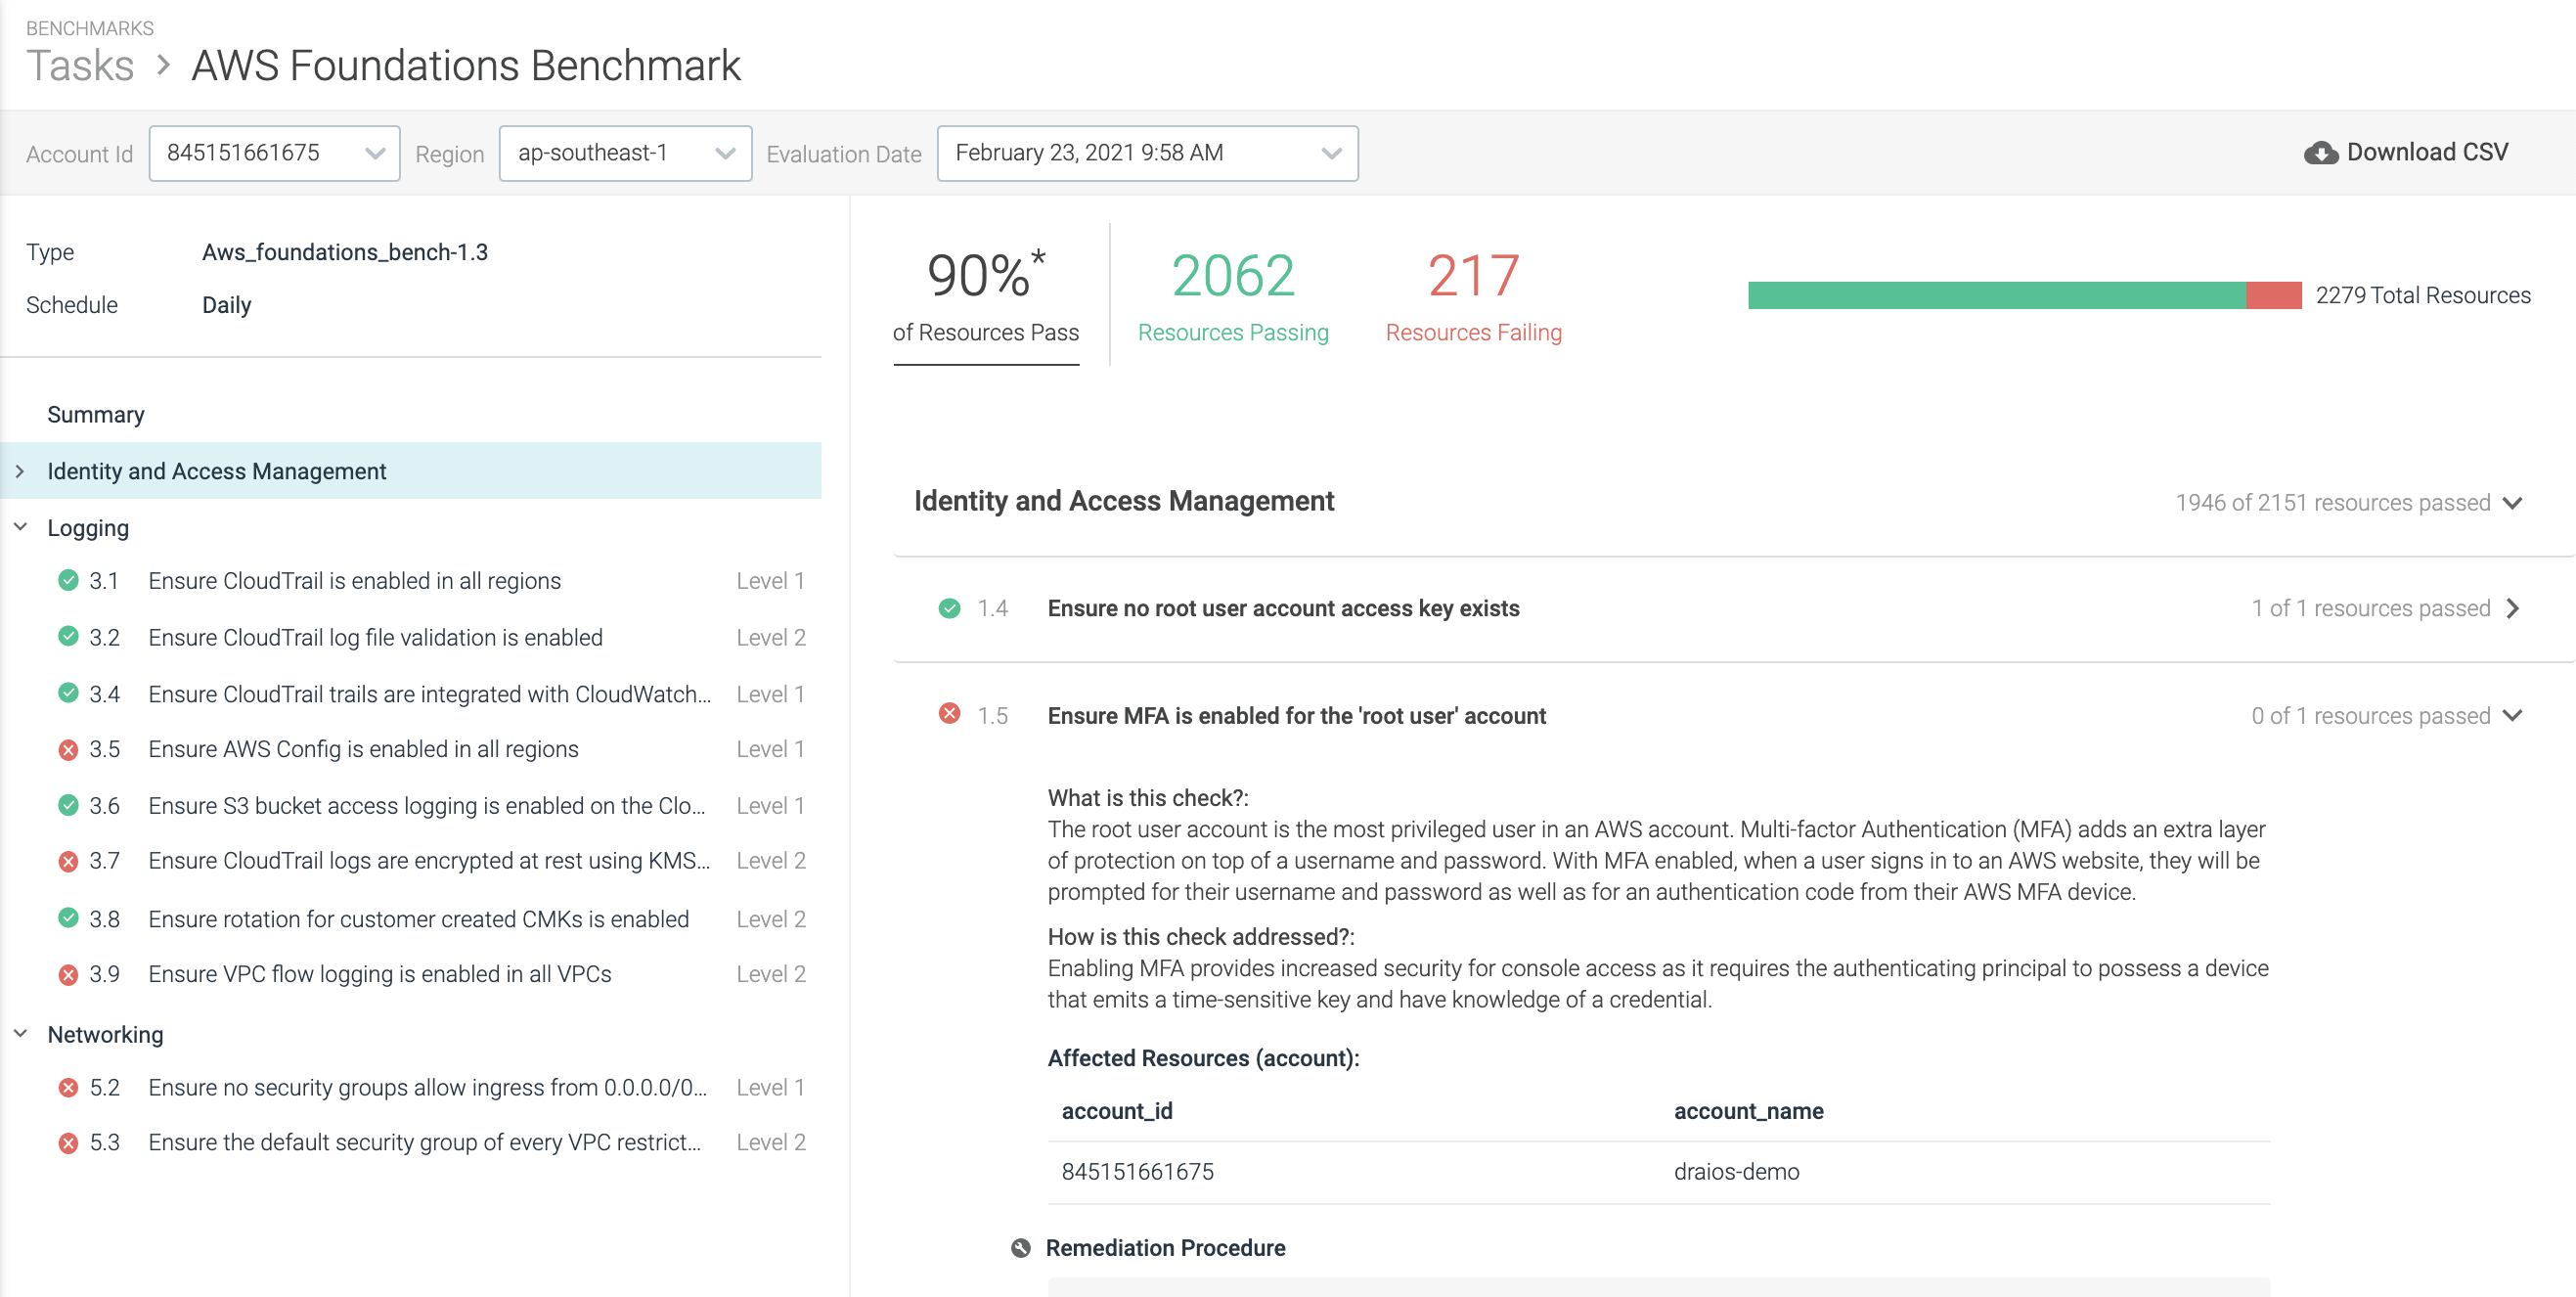 BENCHMARKS
Tasks > AWS Foundations Benchmark
Account Id 845151661675 Region ap-southeast-1 Evaluation Date February 23, 2021 9:58 AM Download CSV
Type Aws_foundations_bench-1.3
Schedule Daily
Summary
Identity and Access Management
Logging
3.1 Ensure CloudTrail is enabled in all regions Level 1
3.2 Ensure CloudTrail log file validation is enabled Level 2
3.4 Ensure CloudTrail trails are integrated with CloudWatch... Level 1
3.5 Ensure AWS Config is enabled in all regions Level 1
3.6 Ensure S3 bucket access logging is enabled on the Clo... Level 1
3.7 Ensure CloudTrail logs are encrypted at rest using KMS... Level 2
3.8 Ensure rotation for customer created CMKs is enabled Level 2
3.9 Ensure VPC flow logging is enabled in all VPCs Level 2
Networking
5.2 Ensure no security groups allow ingress from 0.0.0.0/0... Level 1
5.3 Ensure the default security group of every VPC restrict... Level 2
90%* 2062 217
of Resources Pass Resources Passing Resources Failing
2279 Total Resources
Identity and Access Management 1946 of 2151 resources passed
1.4 Ensure no root user account access key exists 1 of 1 resources passed
1.5 Ensure MFA is enabled for the 'root user' account 0 of 1 resources passed
What is this check?:
The root user account is the most privileged user in an AWS account. Multi-factor Authentication (MFA) adds an extra layer
of protection on top of a username and password. With MFA enabled, when a user signs in to an AWS website, they will be
prompted for their username and password as well as for an authentication code from their AWS MFA device.
How is this check addressed?:
Enabling MFA provides increased security for console access as it requires the authenticating principal to possess a device
that emits a time-sensitive key and have knowledge of a credential.
Affected Resources (account):
account_id account_name
845151661675 draios-demo
Remediation Procedure